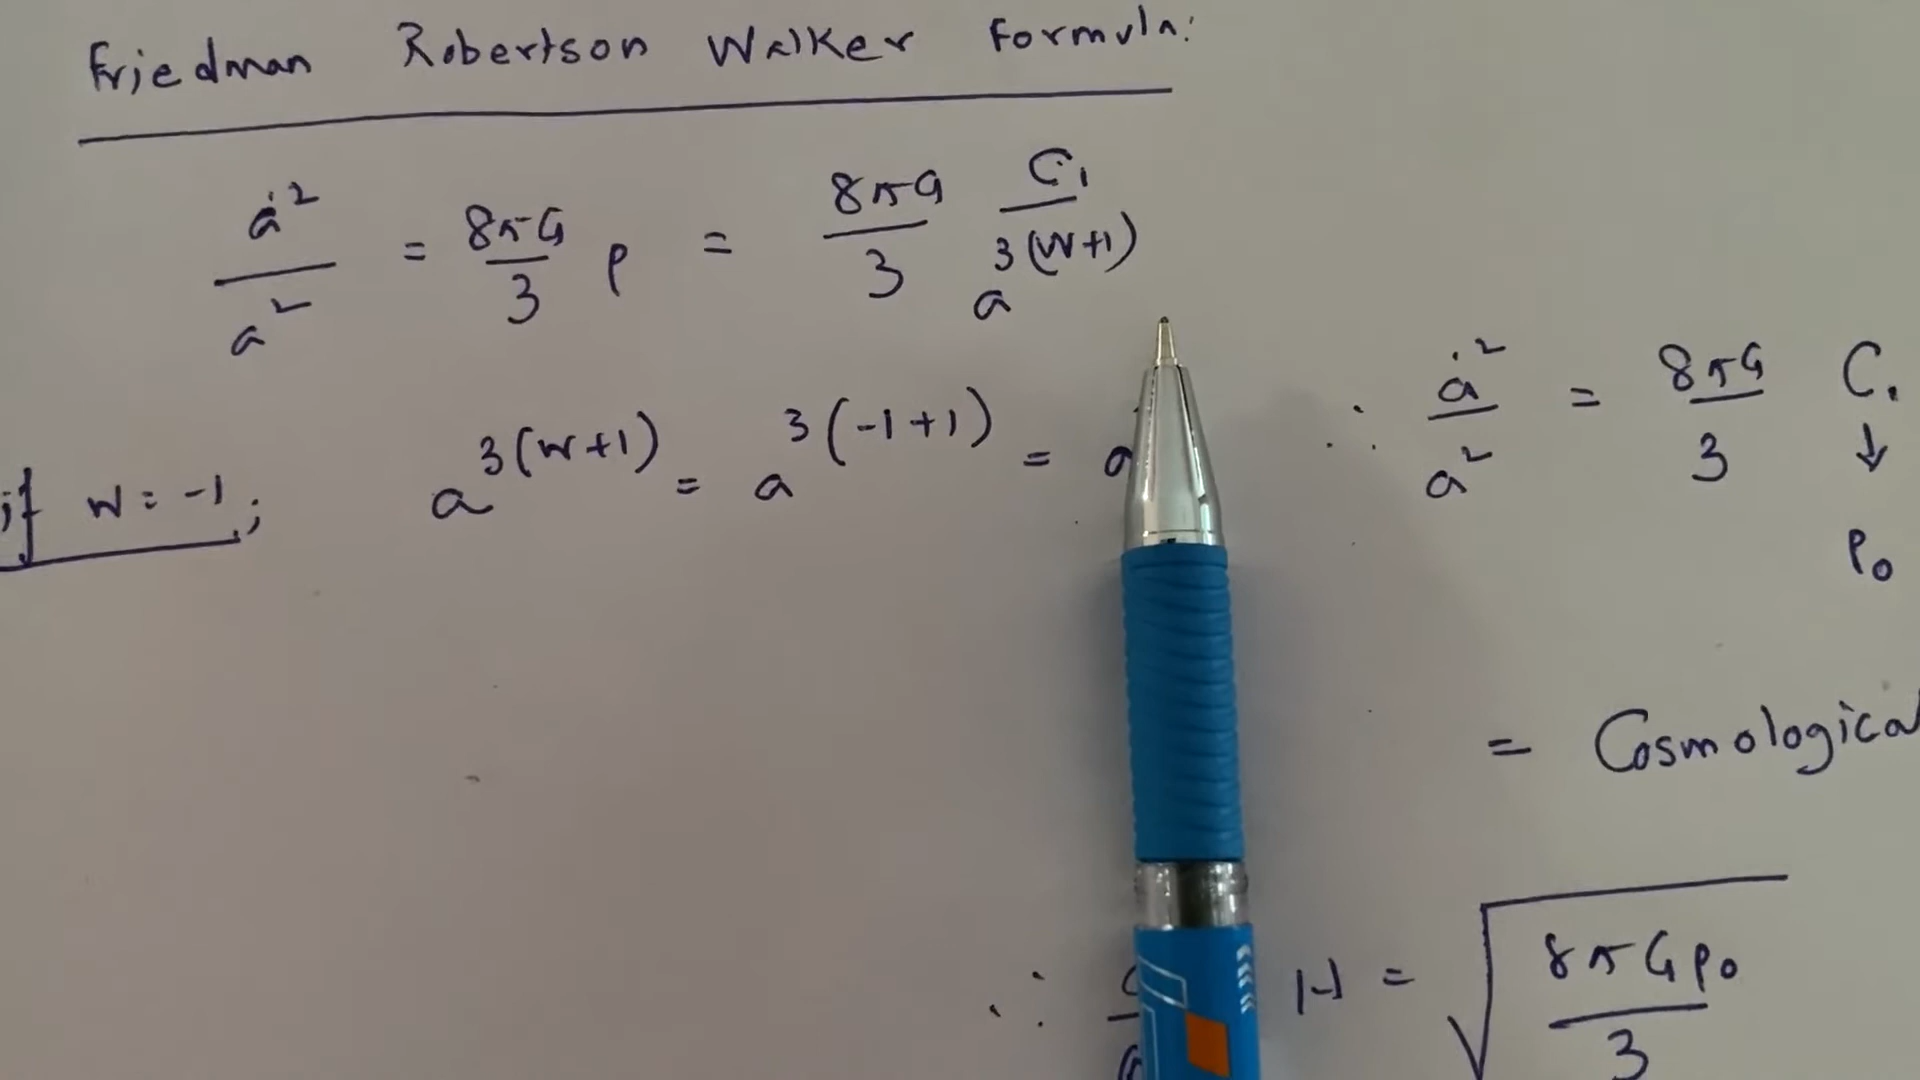 Friedman Robertson Walker Formula:
ȧ²/a² = 8πG/3 ρ = 8πG/3 C₁/a^3(w+1)
if w = -1; a^3(w+1) = a^3(-1+1) = a ∴ ȧ²/a² = 8πG/3 C₁
↓
ρ₀
= Cosmological
∴ H = √(8πGρ₀/3)